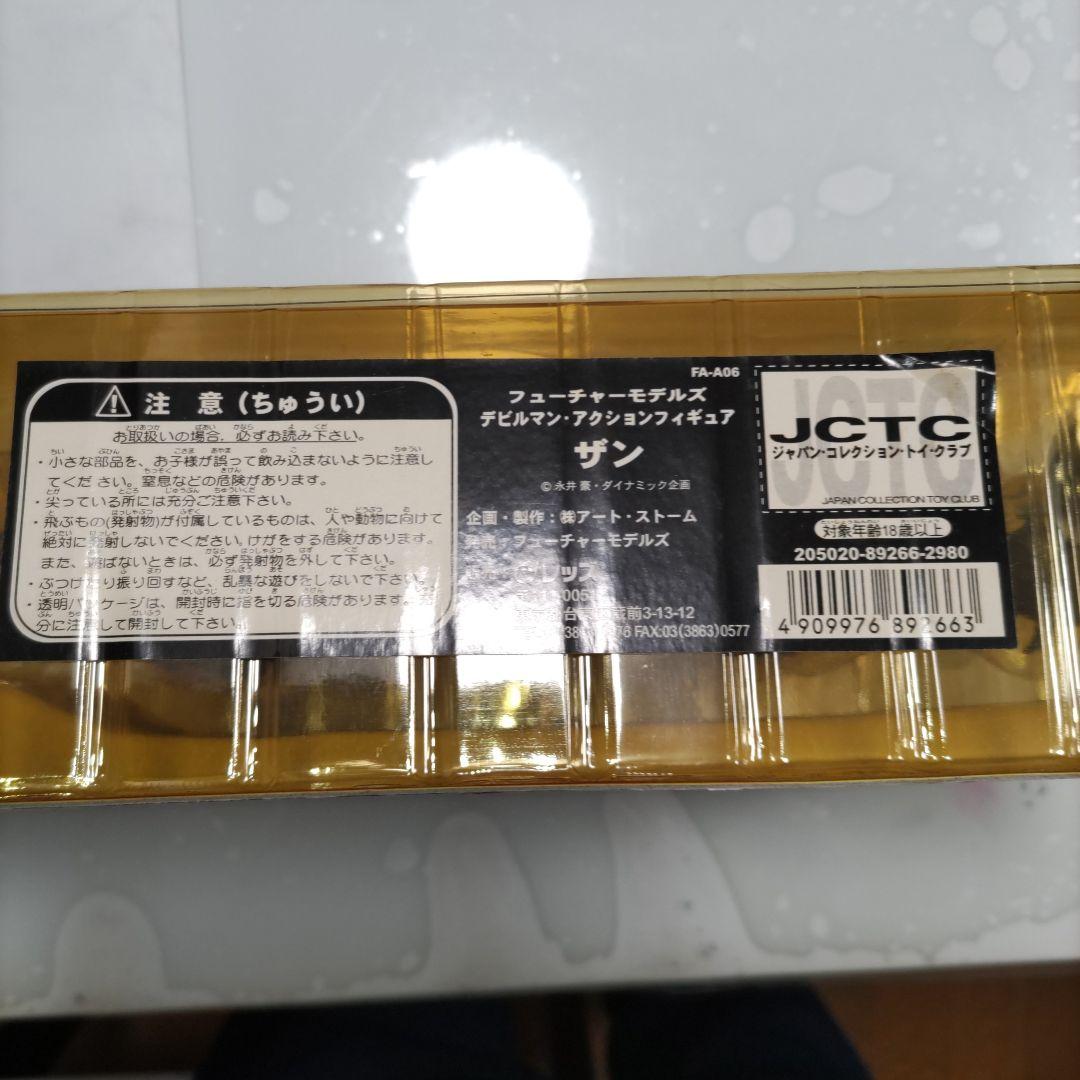 注 意 (ちゅうい)
お取扱いの場合、必ずお読み下さい。
・小さな部品を、お子様が誤って飲み込まないように注意し
てください。窒息などの危険があります。
・尖っている所には充分ご注意下さい。
・飛ぶもの(発射物)が付属しているものは、人や動物に向けて
絶対に発射しないでください。けがをする危険があります。
また、遊ばないときは、必ず発射物を外して下さい。
・ぶつけたり振り回すなど、乱暴な遊びをしないで下さい。
・透明パッケージは、開封時に指を切る危険があります。充
分に注意して開封して下さい。
FA-A06
フューチャーモデルズ
デビルマン・アクションフィギュア
ザン
©永井 豪・ダイナミック企画
企画・製作:㈱アート・ストーム
発売:フューチャーモデルズ
蔵前3-13-12
FAX:03(3863)0577
JCTC
JCTC
ジャパン・コレクション・トイ・クラブ
JAPAN COLLECTION TOY CLUB
対象年齢18歳以上
205020-89266-2980
4 909976 892663